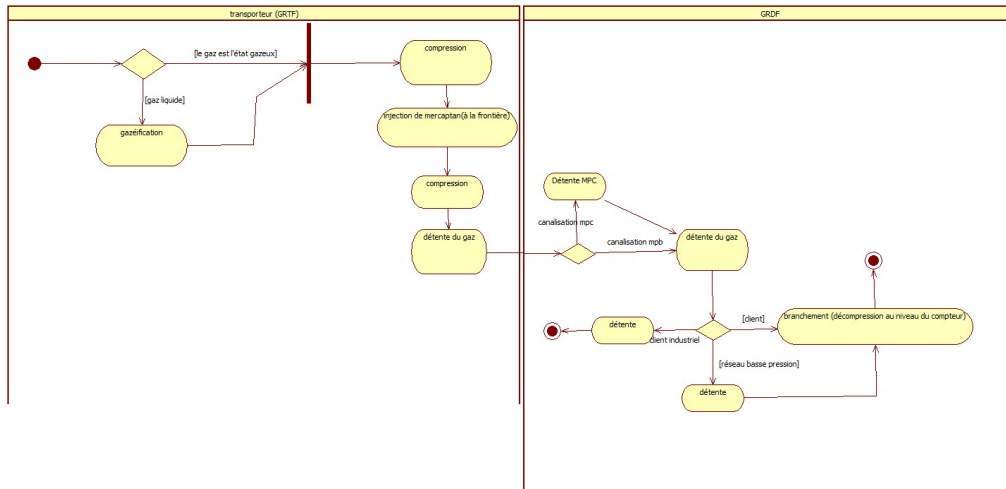 transporteur (GRTF)
GRDF
[le gaz est l'état gazeux]
[gaz liquide]
gazéification
compression
injection de mercaptan(à la frontière)
compression
détente du gaz
Détente MPC
canalisation mpc
canalisation mpb
détente du gaz
[client]
branchement (décompression au niveau du compteur)
détente
client industriel
[réseau basse pression]
détente